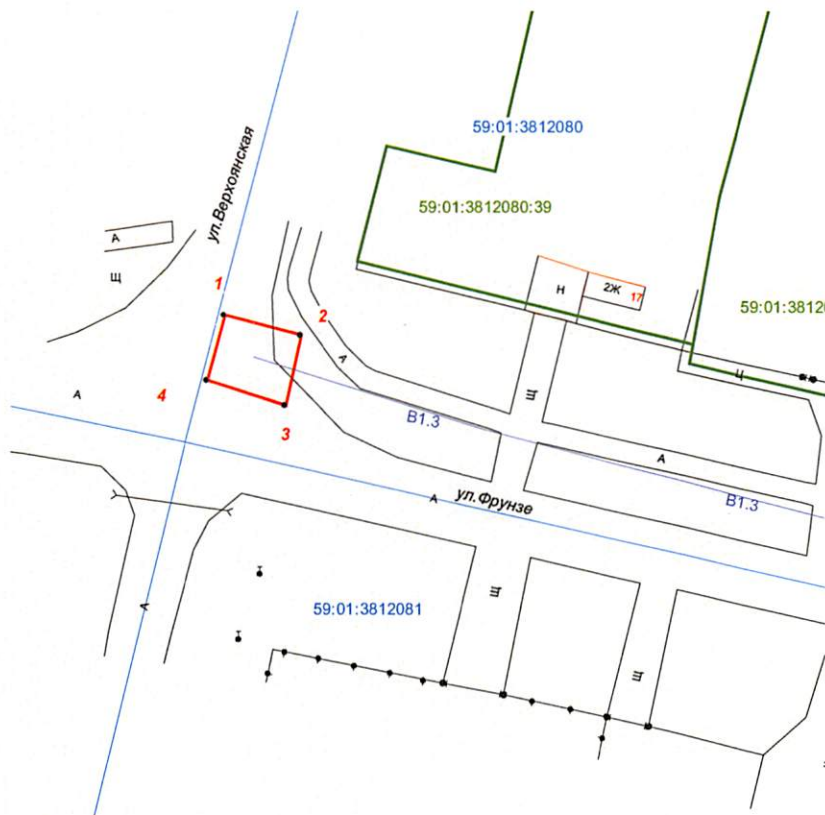 59:01:3812080
ул.Верхоянская
59:01:3812080:39
А
Щ
1
2
Н
2Ж
17
59:01:3812
А
Ц
4
А
3
В1.3
Щ
А
А
ул.Фрунзе
В1.3
А
59:01:3812081
Щ
Щ